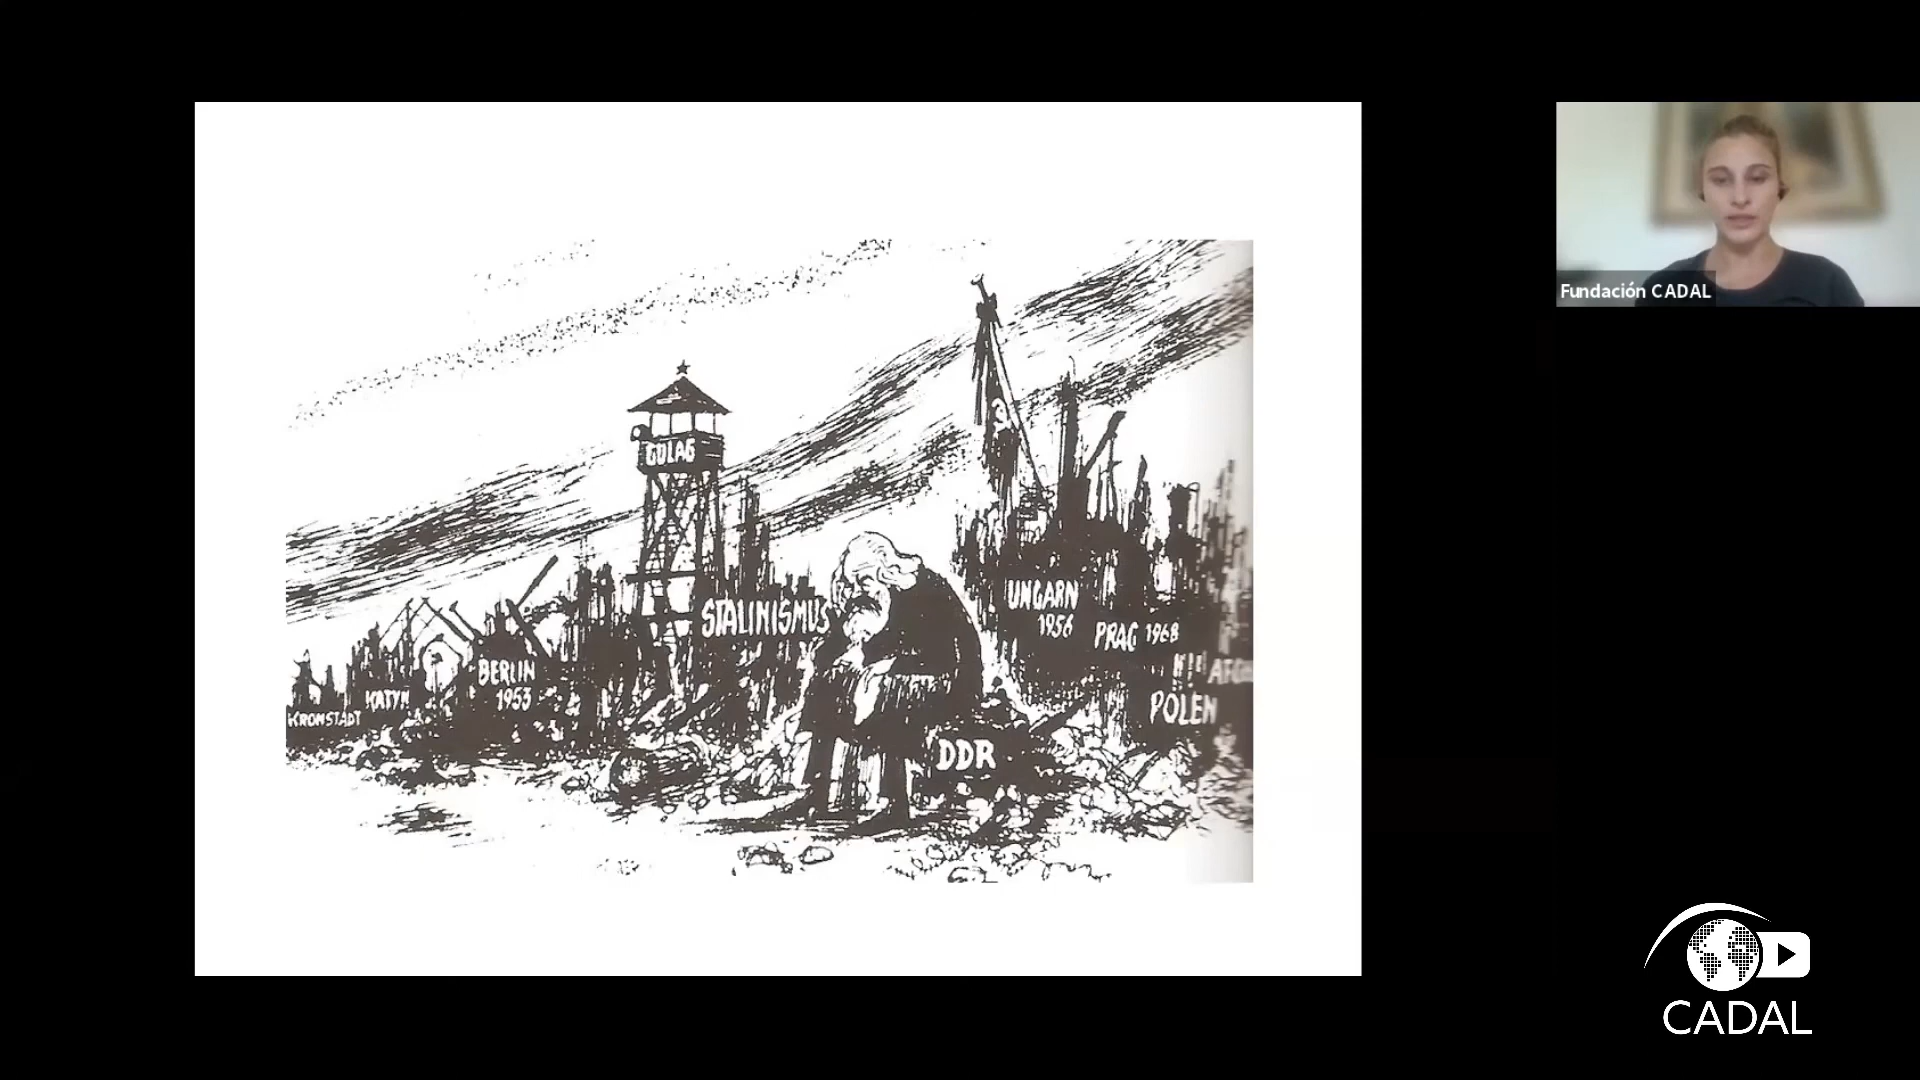 GULAG
STALINISMUS
UNGARN
1956
PRAG 1968
BERLIN
1953
KATYN
KRONSTADT
POLEN
DDR
Fundación CADAL
CADAL